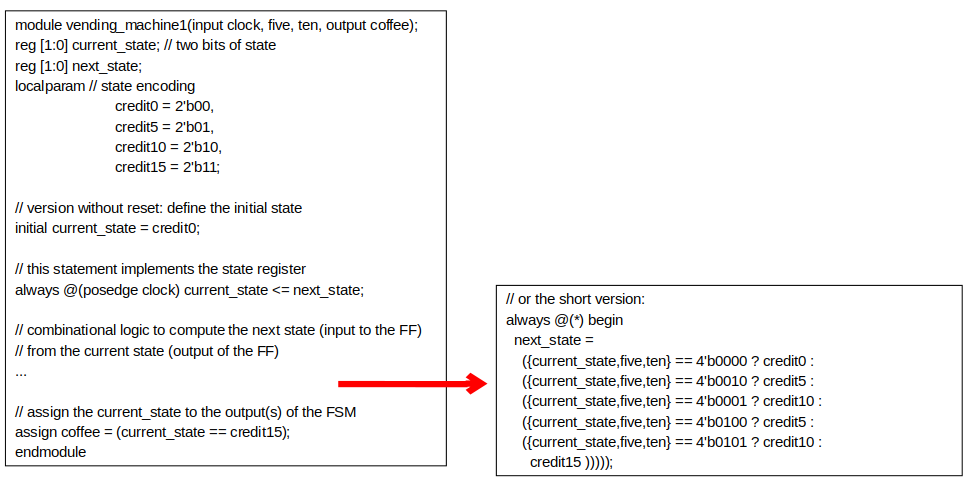 module vending_machine1(input clock, five, ten, output coffee);
reg [1:0] current_state; // two bits of state
reg [1:0] next_state;
localparam // state encoding
credit0 = 2'b00,
credit5 = 2'b01,
credit10 = 2'b10,
credit15 = 2'b11;
// version without reset: define the initial state
initial current_state = credit0;
// this statement implements the state register
always @(posedge clock) current_state <= next_state;
// combinational logic to compute the next state (input to the FF)
// from the current state (output of the FF)
...
// assign the current_state to the output(s) of the FSM
assign coffee = (current_state == credit15);
endmodule
// or the short version:
always @(*) begin
next_state =
({current_state,five,ten} == 4'b0000 ? credit0 :
({current_state,five,ten} == 4'b0010 ? credit5 :
({current_state,five,ten} == 4'b0001 ? credit10 :
({current_state,five,ten} == 4'b0100 ? credit5 :
({current_state,five,ten} == 4'b0101 ? credit10 :
credit15 )))));